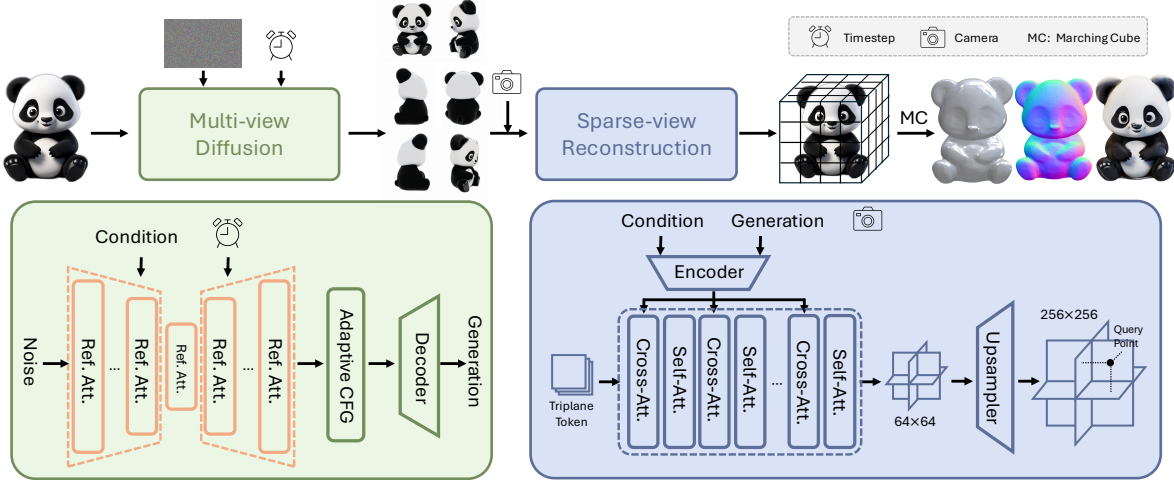 Timestep
Camera
MC: Marching Cube
Multi-view
Diffusion
Sparse-view
Reconstruction
MC
Condition
Noise
Ref. Att.
...
Ref. Att.
Ref. Att.
Ref. Att.
...
Ref. Att.
Adaptive CFG
Decoder
Generation
Condition
Generation
Encoder
Triplane
Token
Cross-Att.
Self-Att.
Cross-Att.
Self-Att.
...
Cross-Att.
Self-Att.
64×64
Upsampler
256×256
Query
Point